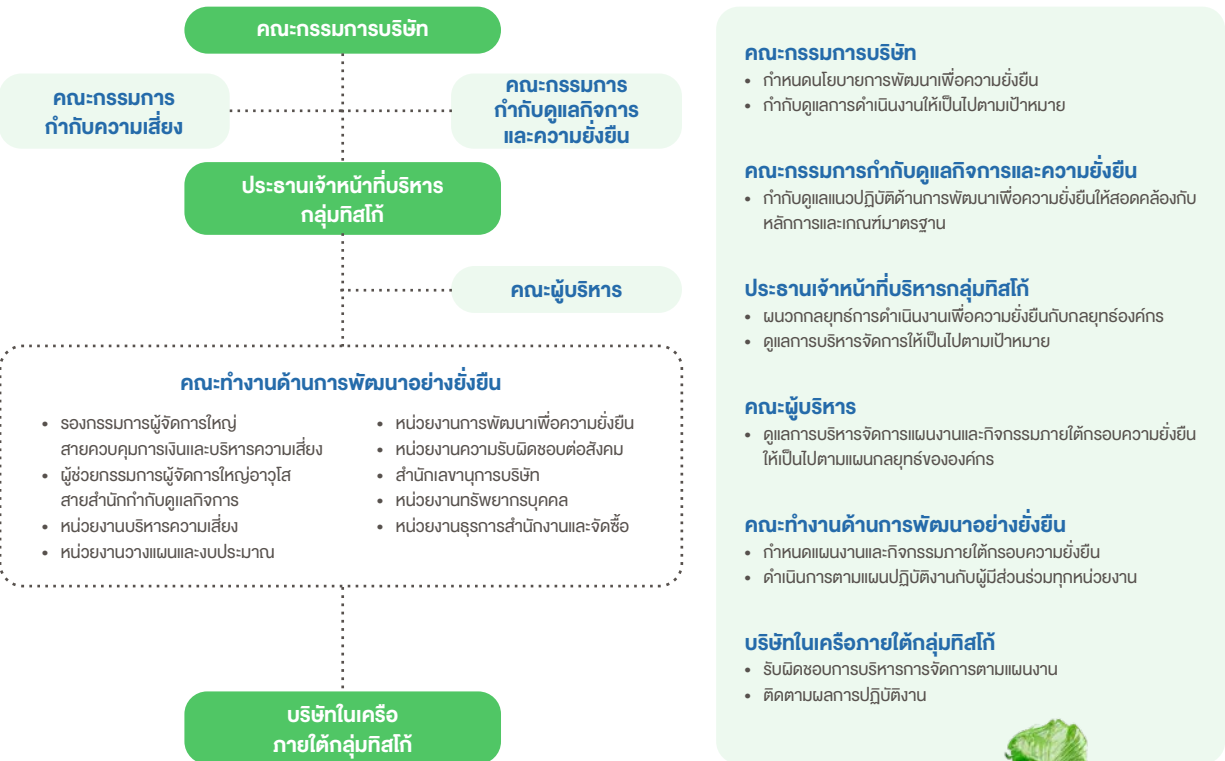 คณะกรรมการบริษัท
คณะกรรมการ
กำกับความเสี่ยง
คณะกรรมการ
กำกับดูแลกิจการ
และความยั่งยืน
ประธานเจ้าหน้าที่บริหาร
กลุ่มทิสโก้
คณะผู้บริหาร
คณะทำงานด้านการพัฒนาอย่างยั่งยืน
• รองกรรมการผู้จัดการใหญ่
สายควบคุมการเงินและบริหารความเสี่ยง
• ผู้ช่วยกรรมการผู้จัดการใหญ่อาวุโส
สายสำนักกำกับดูแลกิจการ
• หน่วยงานบริหารความเสี่ยง
• หน่วยงานวางแผนและงบประมาณ
• หน่วยงานการพัฒนาเพื่อความยั่งยืน
• หน่วยงานความรับผิดชอบต่อสังคม
• สำนักเลขานุการบริษัท
• หน่วยงานทรัพยากรบุคคล
• หน่วยงานธุรการสำนักงานและจัดซื้อ
บริษัทในเครือ
ภายใต้กลุ่มทิสโก้
คณะกรรมการบริษัท
• กำหนดนโยบายการพัฒนาเพื่อความยั่งยืน
• กำกับดูแลการดำเนินงานให้เป็นไปตามเป้าหมาย
คณะกรรมการกำกับดูแลกิจการและความยั่งยืน
• กำกับดูแลแนวปฏิบัติด้านการพัฒนาเพื่อความยั่งยืนให้สอดคล้องกับ
หลักการและเกณฑ์มาตรฐาน
ประธานเจ้าหน้าที่บริหารกลุ่มทิสโก้
• ผนวกกลยุทธ์การดำเนินงานเพื่อความยั่งยืนกับกลยุทธ์องค์กร
• ดูแลการบริหารจัดการให้เป็นไปตามเป้าหมาย
คณะผู้บริหาร
• ดูแลการบริหารจัดการแผนงานและกิจกรรมภายใต้กรอบความยั่งยืน
ให้เป็นไปตามแผนกลยุทธ์ขององค์กร
คณะทำงานด้านการพัฒนาอย่างยั่งยืน
• กำหนดแผนงานและกิจกรรมภายใต้กรอบความยั่งยืน
• ดำเนินการตามแผนปฏิบัติงานกับผู้มีส่วนร่วมทุกหน่วยงาน
บริษัทในเครือภายใต้กลุ่มทิสโก้
• รับผิดชอบการบริหารการจัดการตามแผนงาน
• ติดตามผลการปฏิบัติงาน